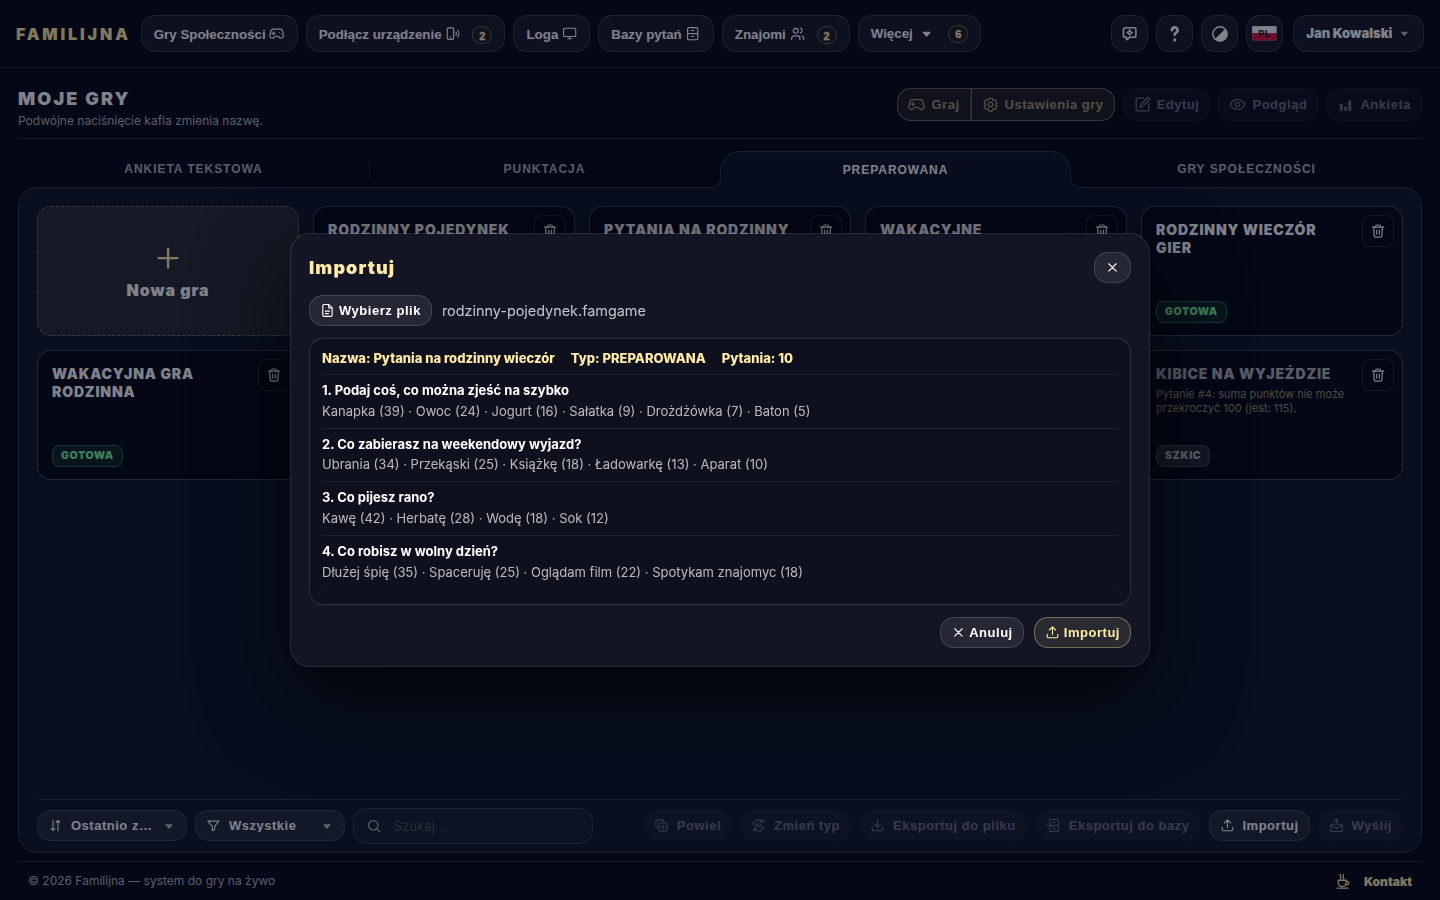 FAMILIJNA
Gry Społeczności
Podłącz urządzenie 2
Loga
Bazy pytań
Znajomi 2
Więcej 6
?
PL
Jan Kowalski
MOJE GRY
Podwójne naciśnięcie kafla zmienia nazwę.
Graj
Ustawienia gry
Edytuj
Podgląd
Ankieta
ANKIETA TEKSTOWA
PUNKTACJA
PREPAROWANA
GRY SPOŁECZNOŚCI
Nowa gra
RODZINNY POJEDYNEK
PYTANIA NA RODZINNY
WAKACYJNE
RODZINNY WIECZÓR
GIER
GOTOWA
WAKACYJNA GRA
RODZINNA
GOTOWA
KIBICE NA WYJEŹDZIE
Pytanie #4: suma punktów nie może
przekroczyć 100 (jest: 115).
SZKIC
Importuj
Wybierz plik
rodzinny-pojedynek.famgame
Nazwa: Pytania na rodzinny wieczór Typ: PREPAROWANA Pytania: 10
1. Podaj coś, co można zjeść na szybko
Kanapka (39) · Owoc (24) · Jogurt (16) · Sałatka (9) · Drożdżówka (7) · Baton (5)
2. Co zabierasz na weekendowy wyjazd?
Ubrania (34) · Przekąski (25) · Książkę (18) · Ładowarkę (13) · Aparat (10)
3. Co pijesz rano?
Kawę (42) · Herbatę (28) · Wodę (18) · Sok (12)
4. Co robisz w wolny dzień?
Dłużej śpię (35) · Spaceruję (25) · Oglądam film (22) · Spotykam znajomyc (18)
Anuluj
Importuj
Ostatnio z...
Wszystkie
Szukaj...
Powiel
Zmień typ
Eksportuj do pliku
Eksportuj do bazy
Importuj
Wyślij
© 2026 Familijna — system do gry na żywo
Kontakt